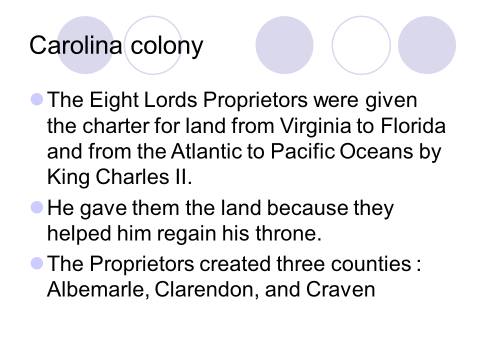 Carolina colony
The Eight Lords Proprietors were given
the charter for land from Virginia to Florida
and from the Atlantic to Pacific Oceans by
King Charles II.
He gave them the land because they
helped him regain his throne.
The Proprietors created three counties :
Albemarle, Clarendon, and Craven